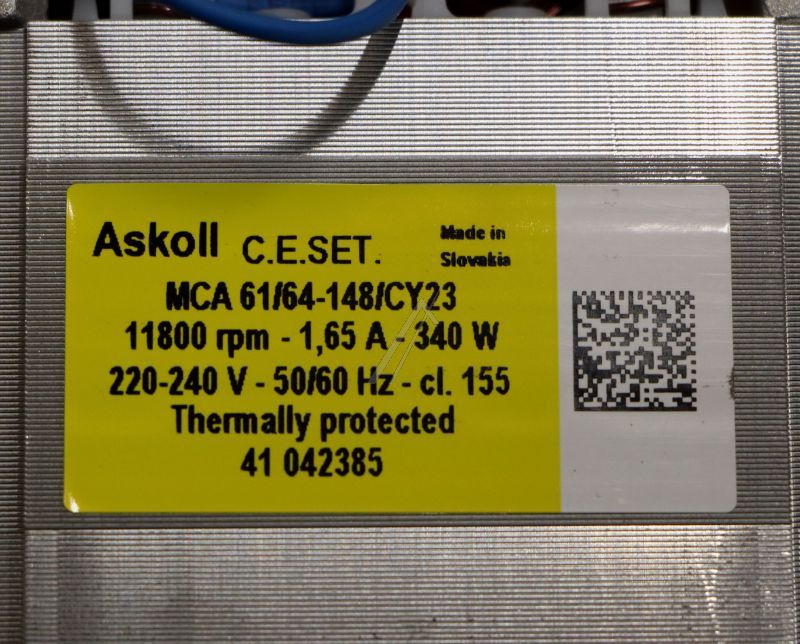 Askoll C.E.SET.
Made in
Slovakia
MCA 61/64-148/CY23
11800 rpm - 1,65 A - 340 W
220-240 V - 50/60 Hz - cl. 155
Thermally protected
41 042385